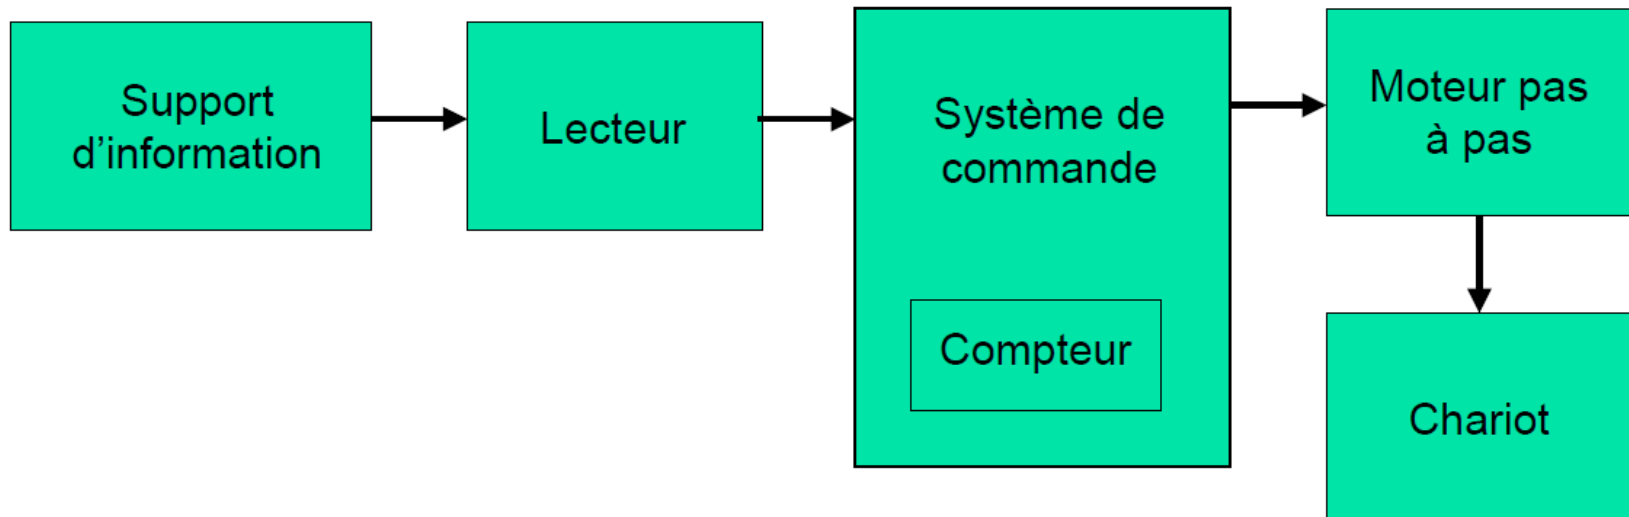 Support
d’information
Lecteur
Système de
commande
Compteur
Moteur pas
à pas
Chariot